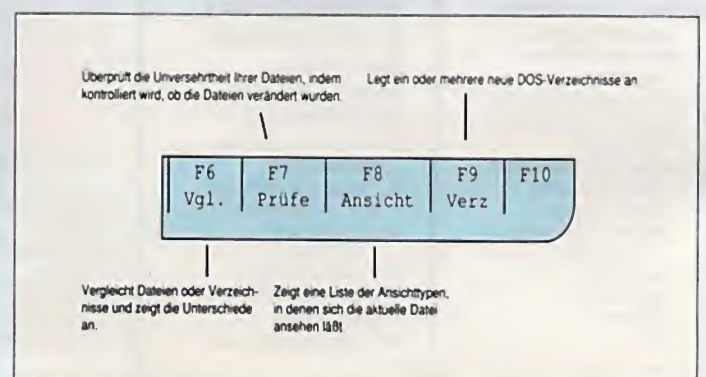 Überprüft die Unversehrtheit Ihrer Dateien, indem
kontrolliert wird, ob die Dateien verändert wurden.
Legt ein oder mehrere neue DOS-Verzeichnisse an
F6 F7 F8 F9 F10
Vgl. Prüfe Ansicht Verz
Vergleicht Dateien oder Verzeich-
nisse und zeigt die Unterschiede
an.
Zeigt eine Liste der Ansichttypen,
in denen sich die aktuelle Datei
ansehen läßt.